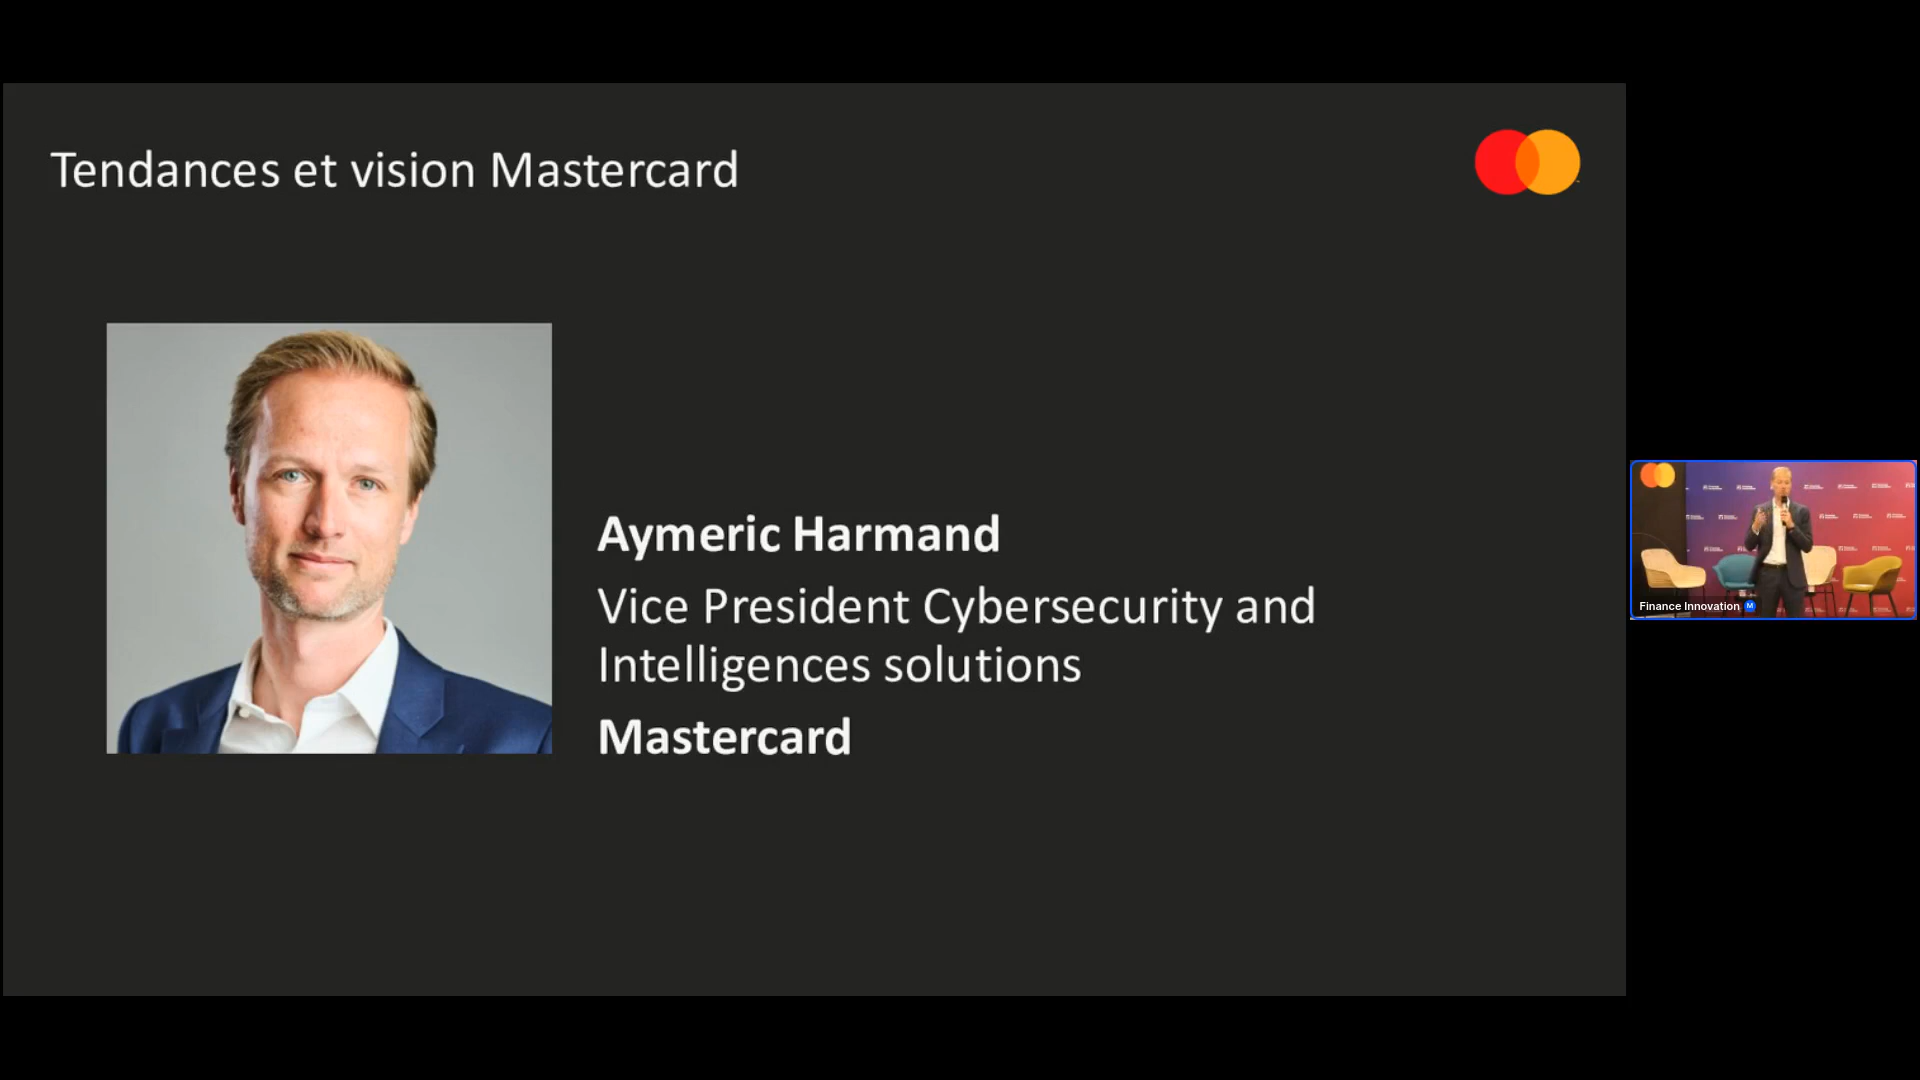 Tendances et vision Mastercard
Aymeric Harmand
Vice President Cybersecurity and
Intelligences solutions
Mastercard
Finance Innovation M